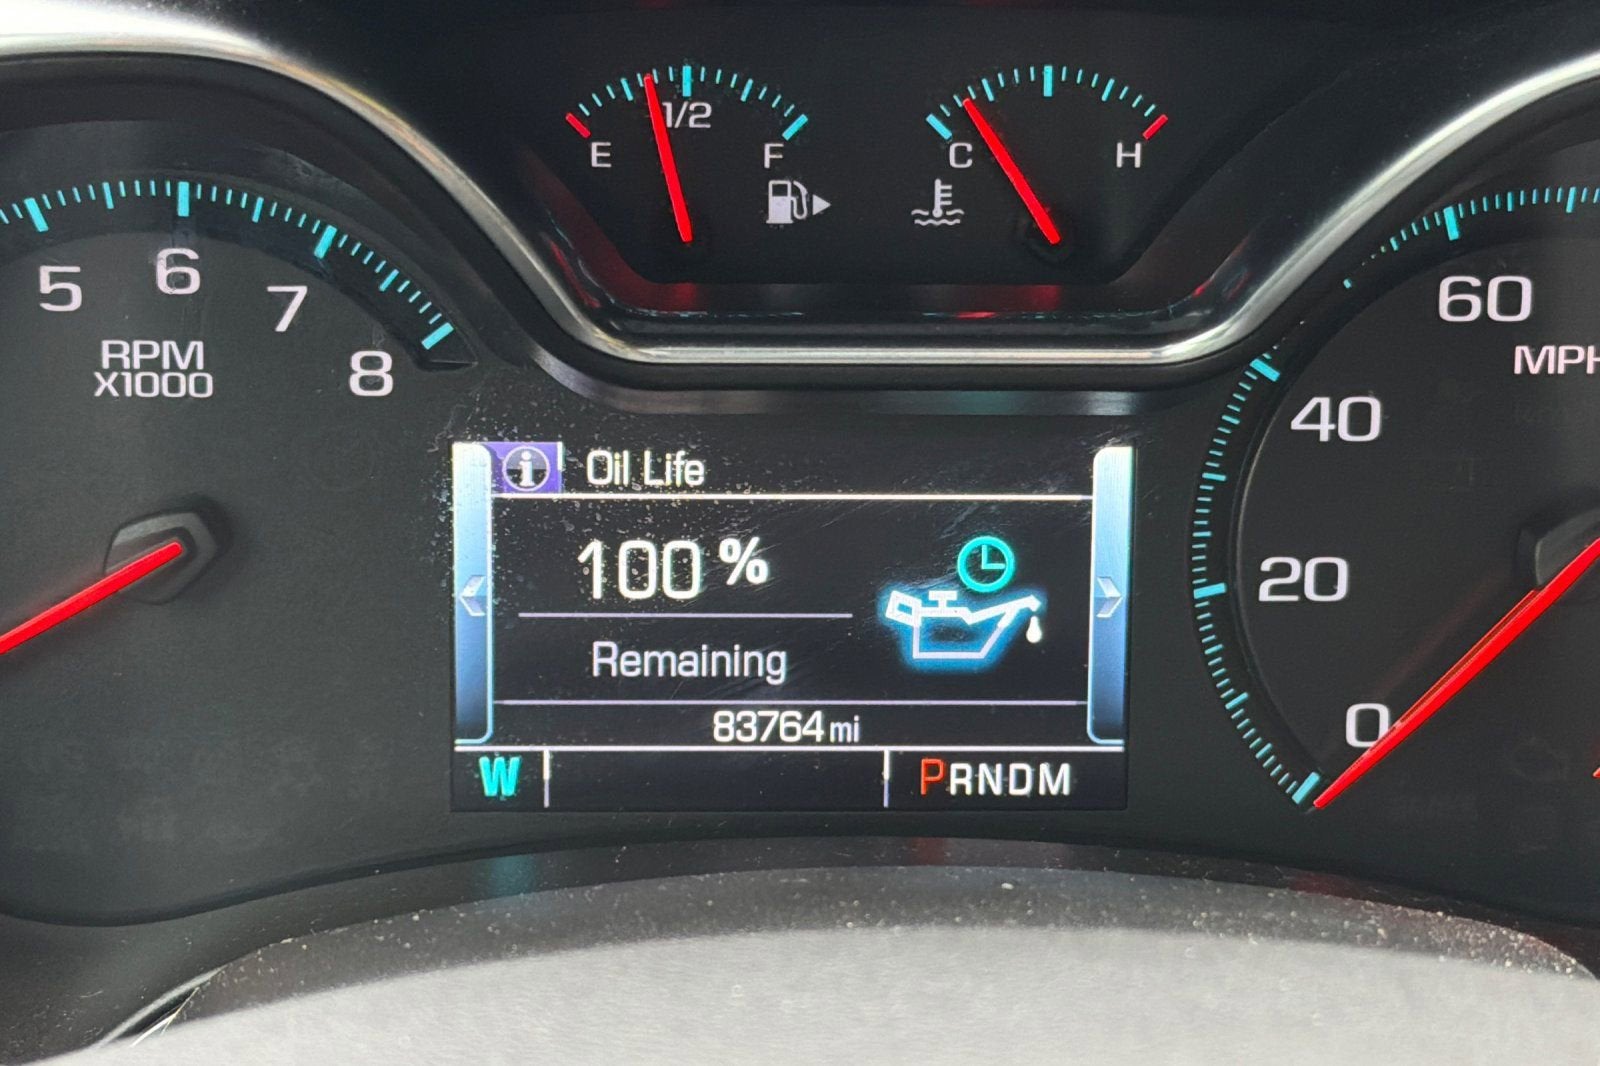 1/2
E
F
C
H
5
6
7
8
RPM
X1000
60
MPH
40
20
0
i Oil Life
100 %
Remaining
83764 mi
W
PRNDM